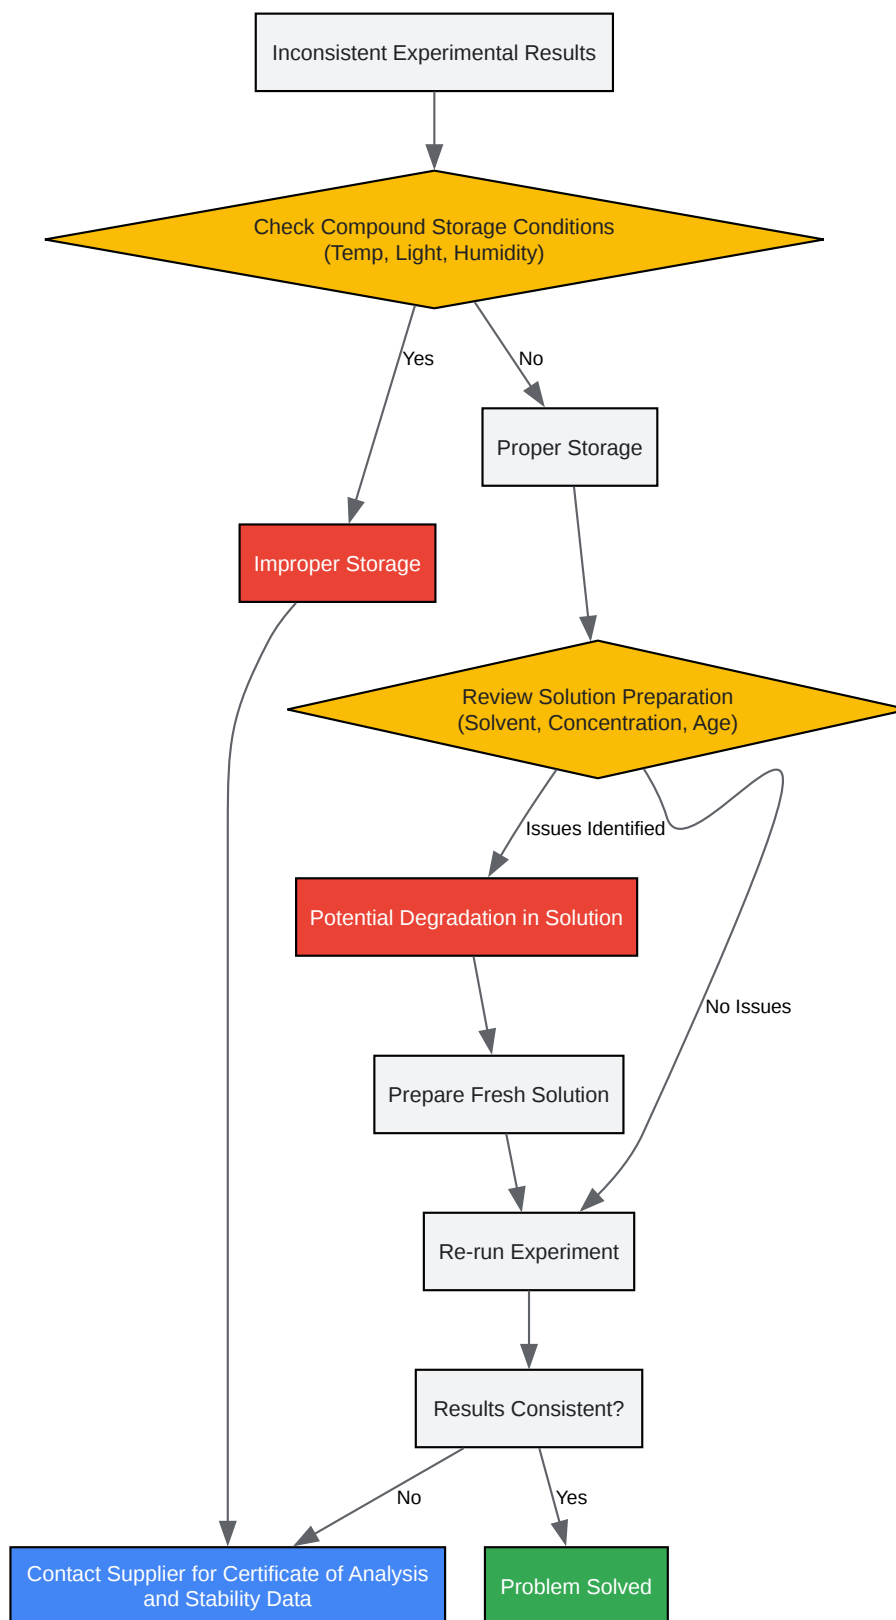 Inconsistent Experimental Results
Check Compound Storage Conditions
(Temp, Light, Humidity)
Yes
No
Proper Storage
Improper Storage
Review Solution Preparation
(Solvent, Concentration, Age)
Issues Identified
Potential Degradation in Solution
No Issues
Prepare Fresh Solution
Re-run Experiment
Results Consistent?
No
Yes
Contact Supplier for Certificate of Analysis
and Stability Data
Problem Solved